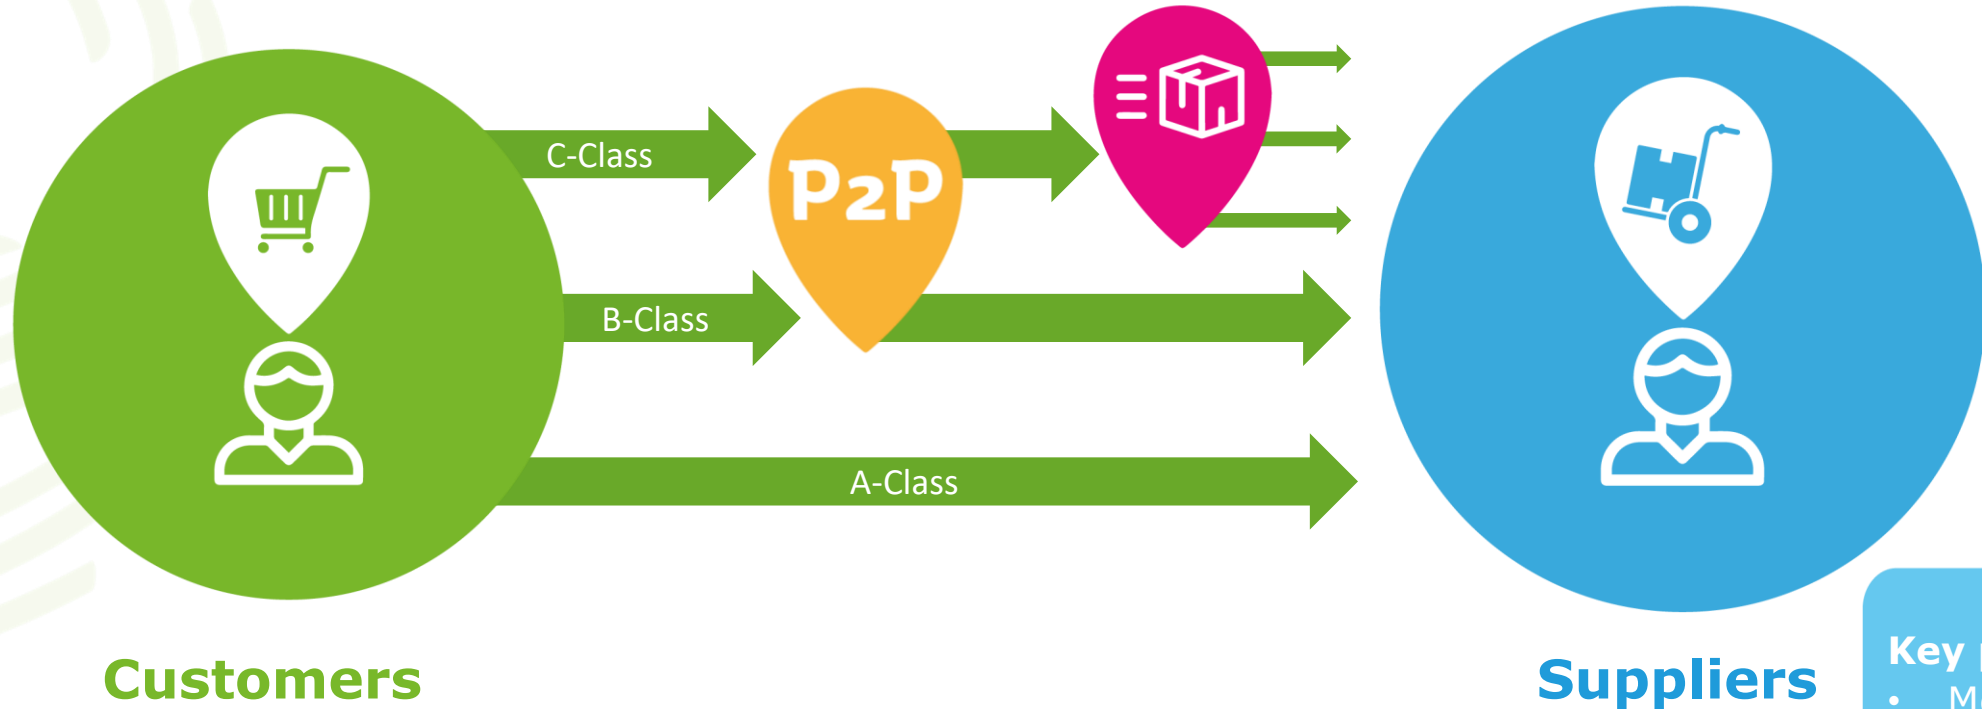 C-Class
P2P
B-Class
A-Class
Customers
Suppliers
Key